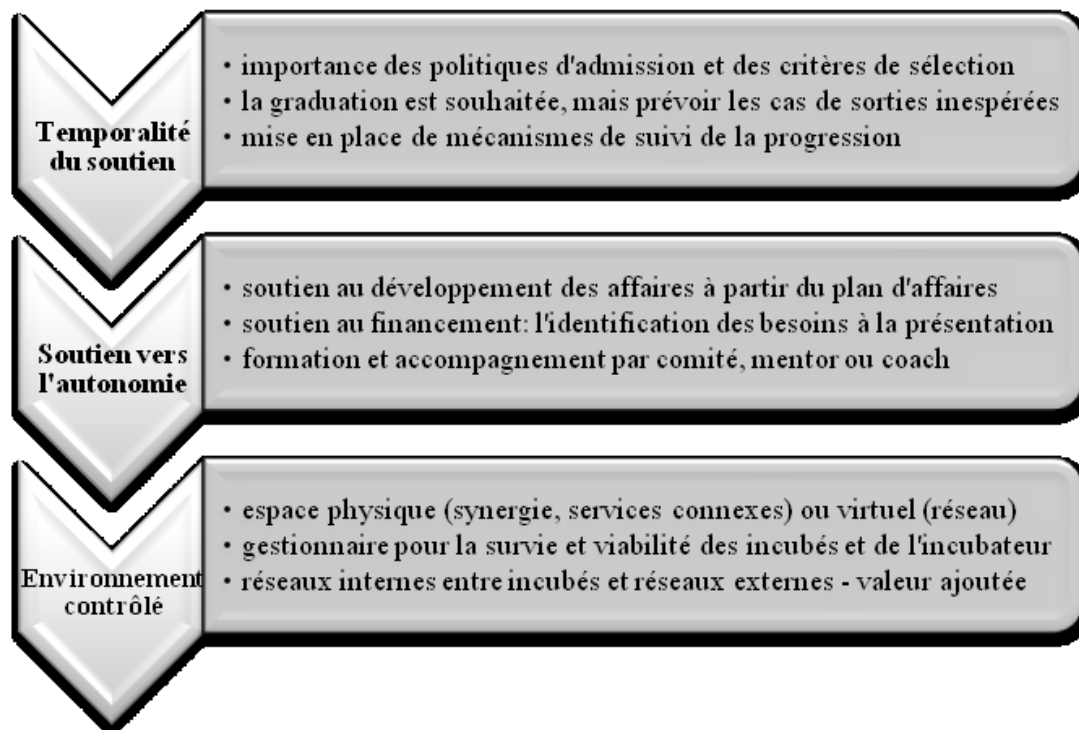 Temporalité
du soutien
• importance des politiques d'admission et des critères de sélection
• la graduation est souhaitée, mais prévoir les cas de sorties inespérées
• mise en place de mécanismes de suivi de la progression
Soutien vers
l'autonomie
• soutien au développement des affaires à partir du plan d'affaires
• soutien au financement: l'identification des besoins à la présentation
• formation et accompagnement par comité, mentor ou coach
Environnement
contrôlé
• espace physique (synergie, services connexes) ou virtuel (réseau)
• gestionnaire pour la survie et viabilité des incubés et de l'incubateur
• réseaux internes entre incubés et réseaux externes - valeur ajoutée